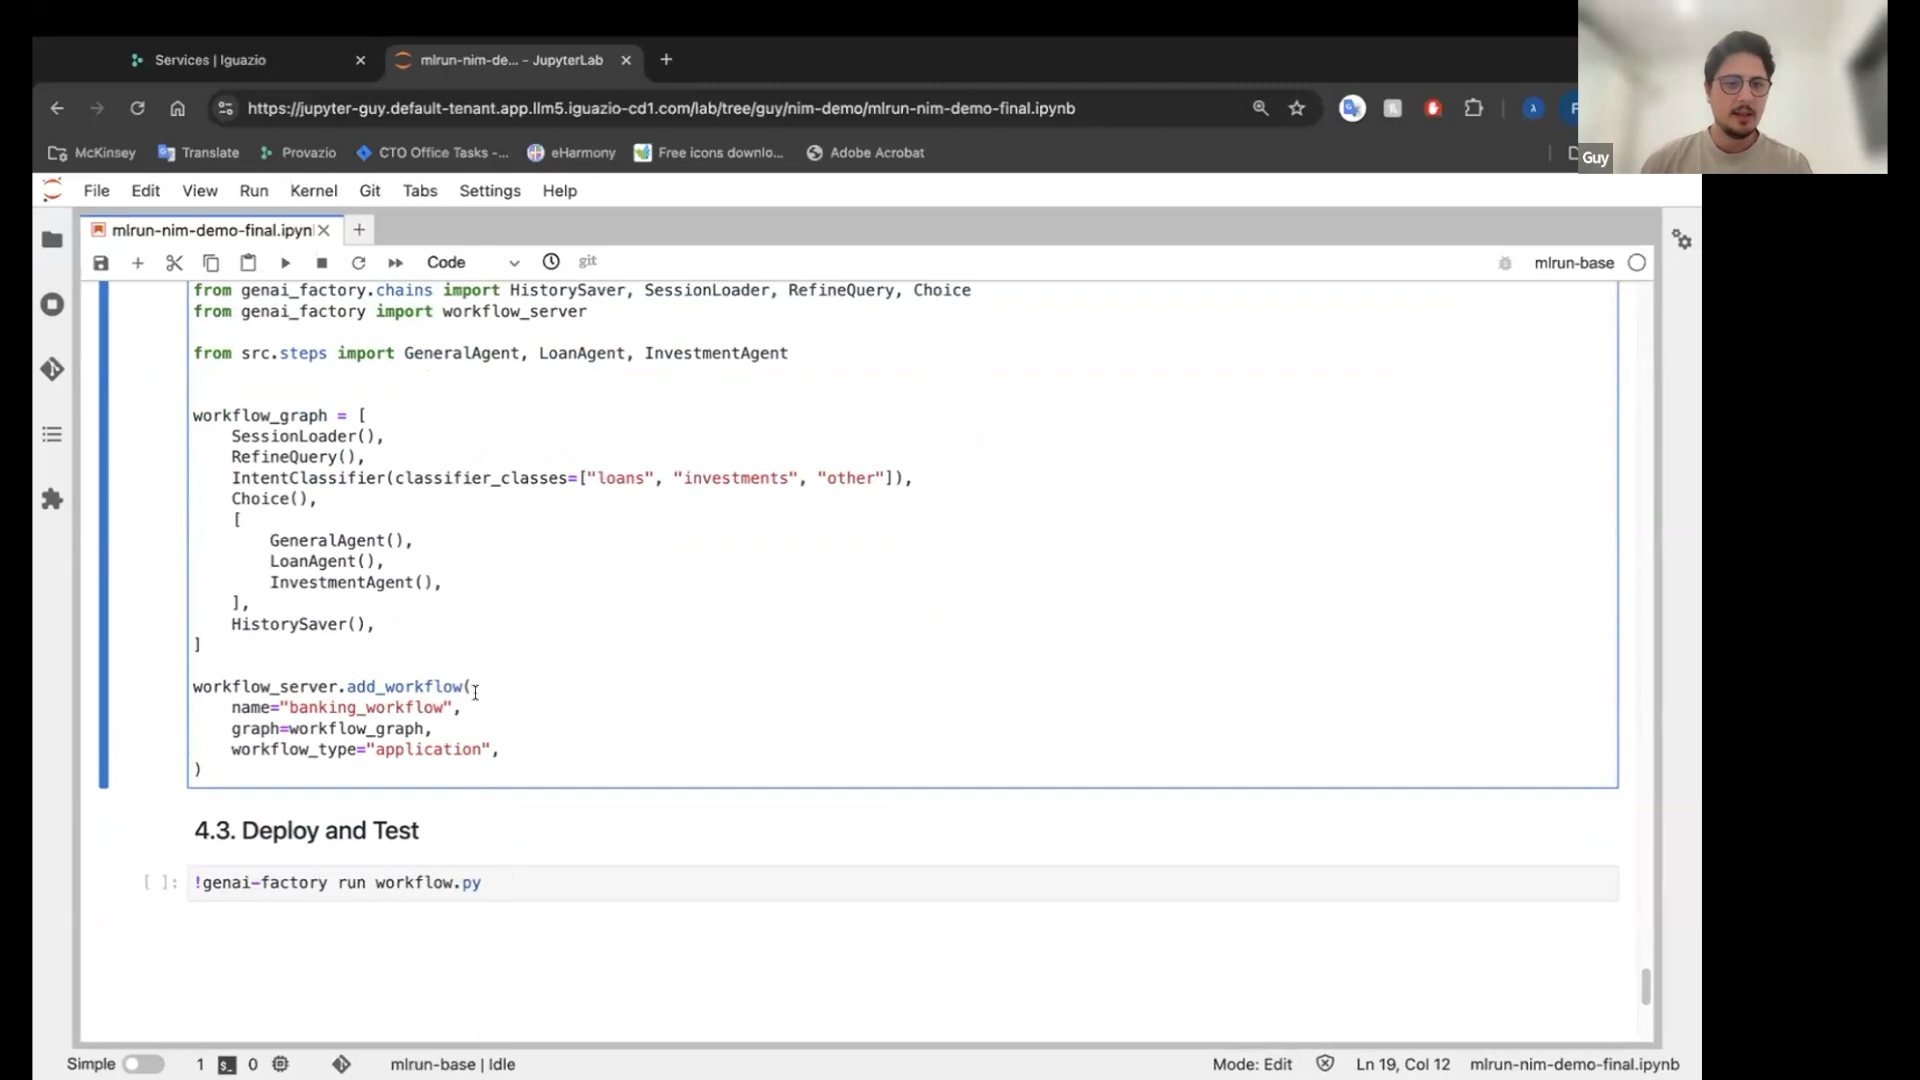 Services | Iguazio
mlrun-nim-de... - JupyterLab
https://jupyter-guy.default-tenant.app.llm5.iguazio-cd1.com/lab/tree/guy/nim-demo/mlrun-nim-demo-final.ipynb
McKinsey
Translate
Provazio
CTO Office Tasks -...
eHarmony
Free icons downlo...
Adobe Acrobat
Guy
File Edit View Run Kernel Git Tabs Settings Help
mlrun-nim-demo-final.ipyn
Code
git
mlrun-base
from genai_factory.chains import HistorySaver, SessionLoader, RefineQuery, Choice
from genai_factory import workflow_server
from src.steps import GeneralAgent, LoanAgent, InvestmentAgent
workflow_graph = [
SessionLoader(),
RefineQuery(),
IntentClassifier(classifier_classes=["loans", "investments", "other"]),
Choice(),
[
GeneralAgent(),
LoanAgent(),
InvestmentAgent(),
],
HistorySaver(),
]
workflow_server.add_workflow(
name="banking_workflow",
graph=workflow_graph,
workflow_type="application",
)
4.3. Deploy and Test
[ ]: !genai-factory run workflow.py
Simple 1 0 mlrun-base | Idle Mode: Edit Ln 19, Col 12 mlrun-nim-demo-final.ipynb